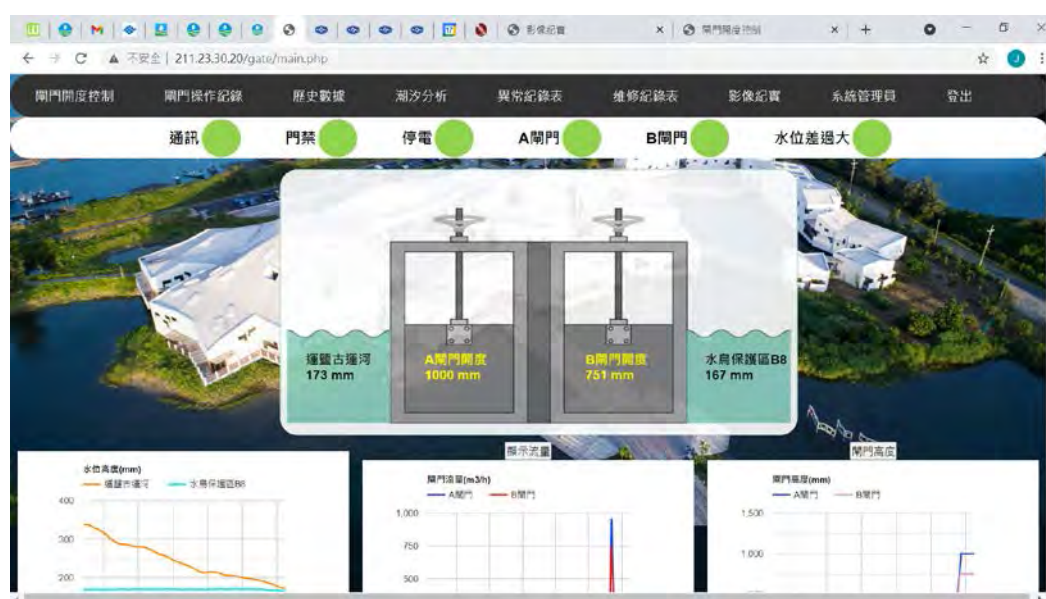 影像紀實
閘門開度控制
不安全 | 211.23.30.20/gate/main.php
閘門開度控制 閘門操作記錄 歷史數據 潮汐分析 異常紀錄表 維修紀錄表 影像紀實 系統管理員 登出
通訊 門禁 停電 A閘門 B閘門 水位差過大
運鹽古運河 A閘門開度 B閘門開度 水鳥保護區B8
173 mm 1000 mm 751 mm 167 mm
顯示流量 閘門高度
水位高度(mm) 閘門流量(m3/h) 閘門高度(mm)
運鹽古運河 水鳥保護區B8 A閘門 B閘門 A閘門 B閘門
400 1,000 1,500
300 750 1,000
200 500